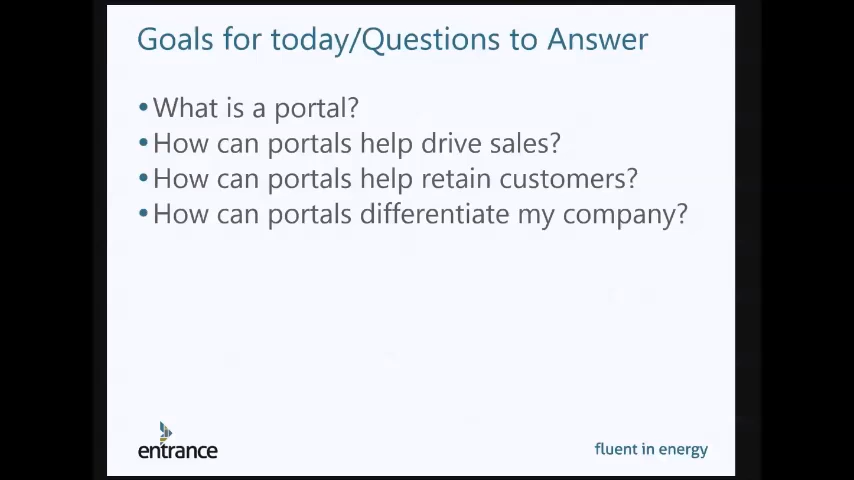 Goals for today/Questions to Answer
•What is a portal?
•How can portals help drive sales?
•How can portals help retain customers?
•How can portals differentiate my company?
entrance
fluent in energy